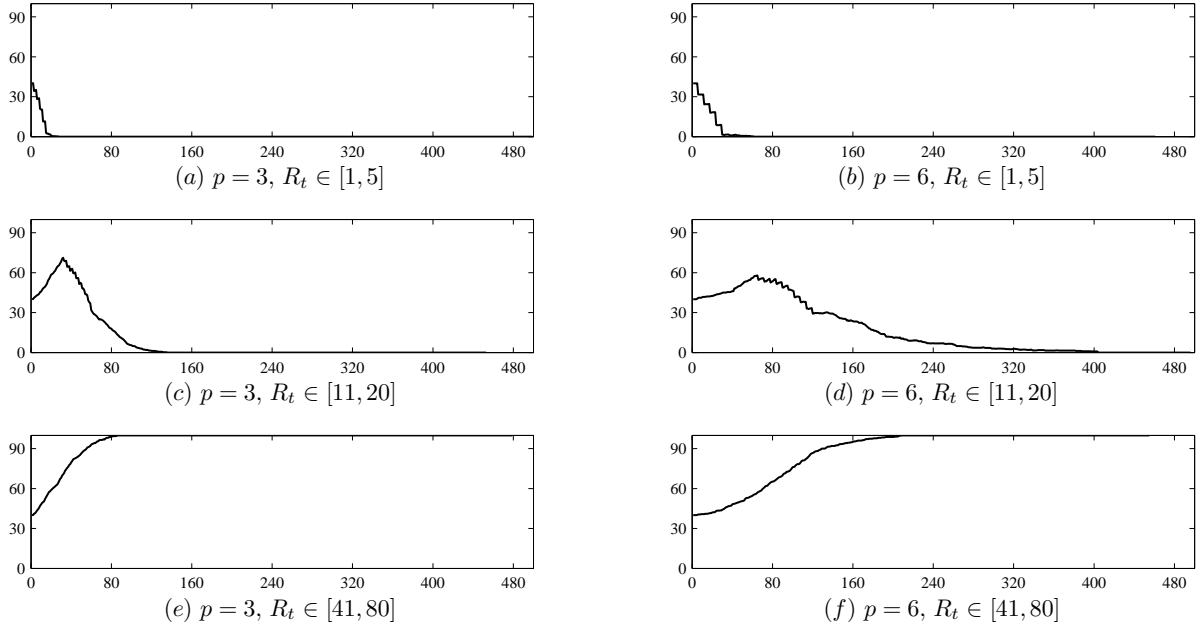 90
60
30
0
0 80 160 240 320 400 480
(a) p = 3, R_t ∈ [1, 5]
90
60
30
0
0 80 160 240 320 400 480
(b) p = 6, R_t ∈ [1, 5]
90
60
30
0
0 80 160 240 320 400 480
(c) p = 3, R_t ∈ [11, 20]
90
60
30
0
0 80 160 240 320 400 480
(d) p = 6, R_t ∈ [11, 20]
90
60
30
0
0 80 160 240 320 400 480
(e) p = 3, R_t ∈ [41, 80]
90
60
30
0
0 80 160 240 320 400 480
(f) p = 6, R_t ∈ [41, 80]